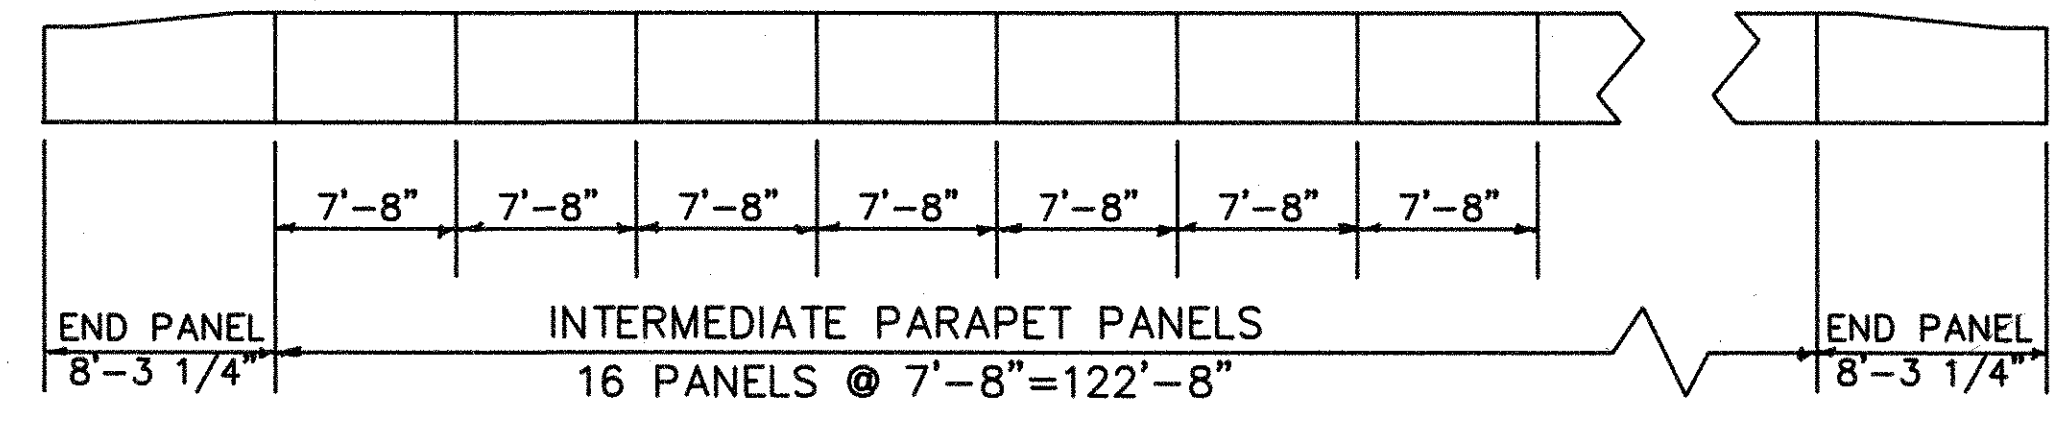 7'-8" 7'-8" 7'-8" 7'-8" 7'-8" 7'-8" 7'-8"
END PANEL
8'-3 1/4"
INTERMEDIATE PARAPET PANELS
16 PANELS @ 7'-8"=122'-8"
END PANEL
8'-3 1/4"